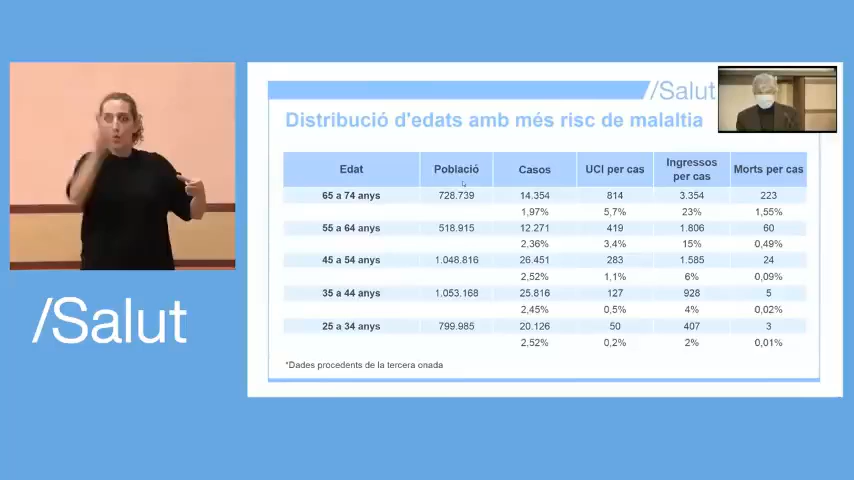 /Salut
/Salut
Distribució d'edats amb més risc de malaltia
Edat Població Casos UCI per cas Ingressos per cas Morts per cas
65 a 74 anys 728.739 14.354 814 3.354 223
1,97% 5,7% 23% 1,55%
55 a 64 anys 518.915 12.271 419 1.806 60
2,36% 3,4% 15% 0,49%
45 a 54 anys 1.048.816 26.451 283 1.585 24
2,52% 1,1% 6% 0,09%
35 a 44 anys 1.053.168 25.816 127 928 5
2,45% 0,5% 4% 0,02%
25 a 34 anys 799.985 20.126 50 407 3
2,52% 0,2% 2% 0,01%
*Dades procedents de la tercera onada